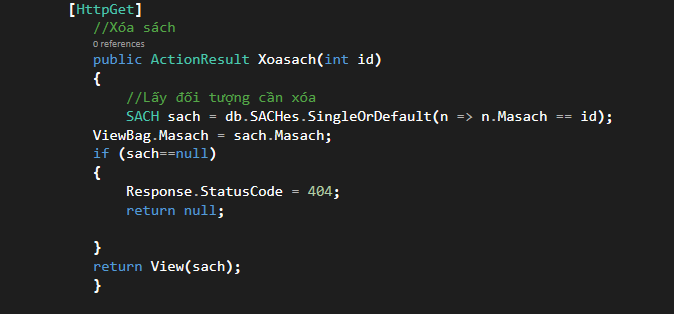 [HttpGet]
//Xóa sách
0 references
public ActionResult Xoasach(int id)
{
//Lấy đối tượng cần xóa
SACH sach = db.SACHes.SingleOrDefault(n => n.Masach == id);
ViewBag.Masach = sach.Masach;
if (sach==null)
{
Response.StatusCode = 404;
return null;
}
return View(sach);
}